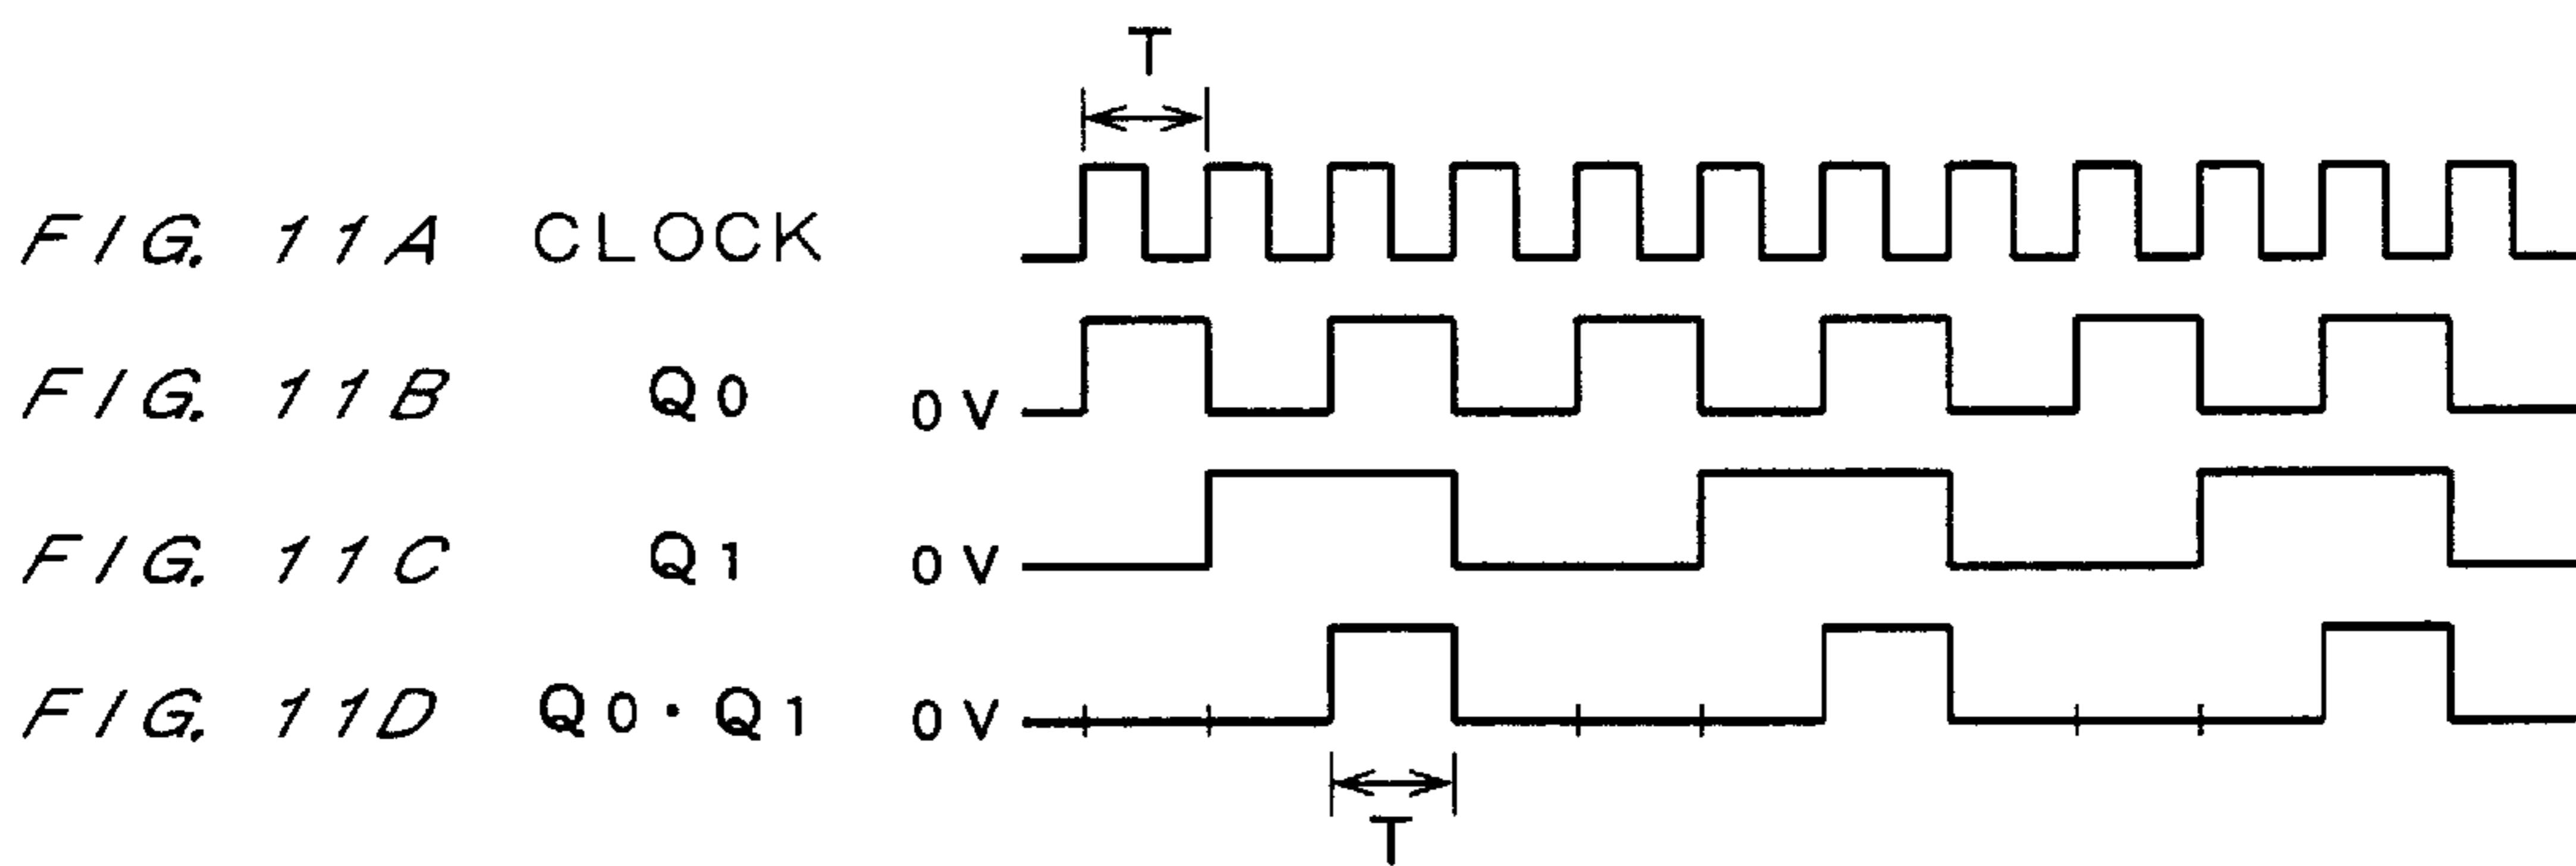 T
FIG. 11A CLOCK
FIG. 11B Q0 0V
FIG. 11C Q1 0V
FIG. 11D Q0·Q1 0V
T